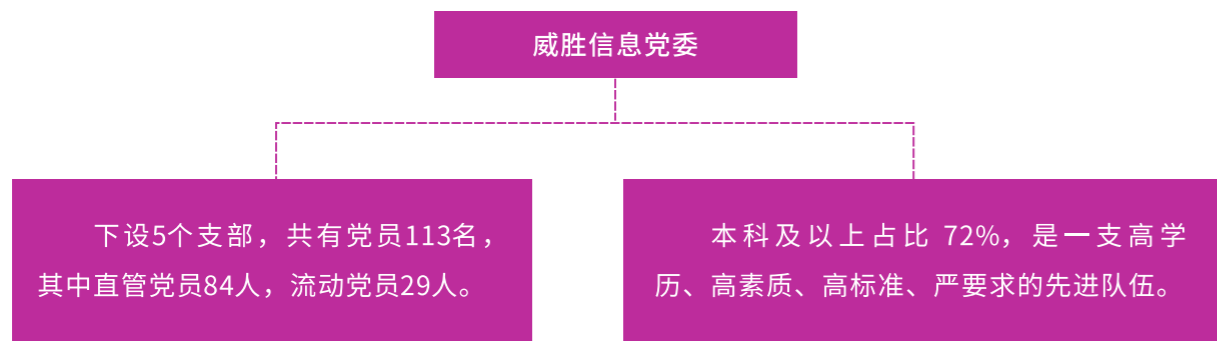 威胜信息党委
下设5个支部，共有党员113名，
其中直管党员84人，流动党员29人。
本科及以上占比 72%，是一支高学
历、高素质、高标准、严要求的先进队伍。